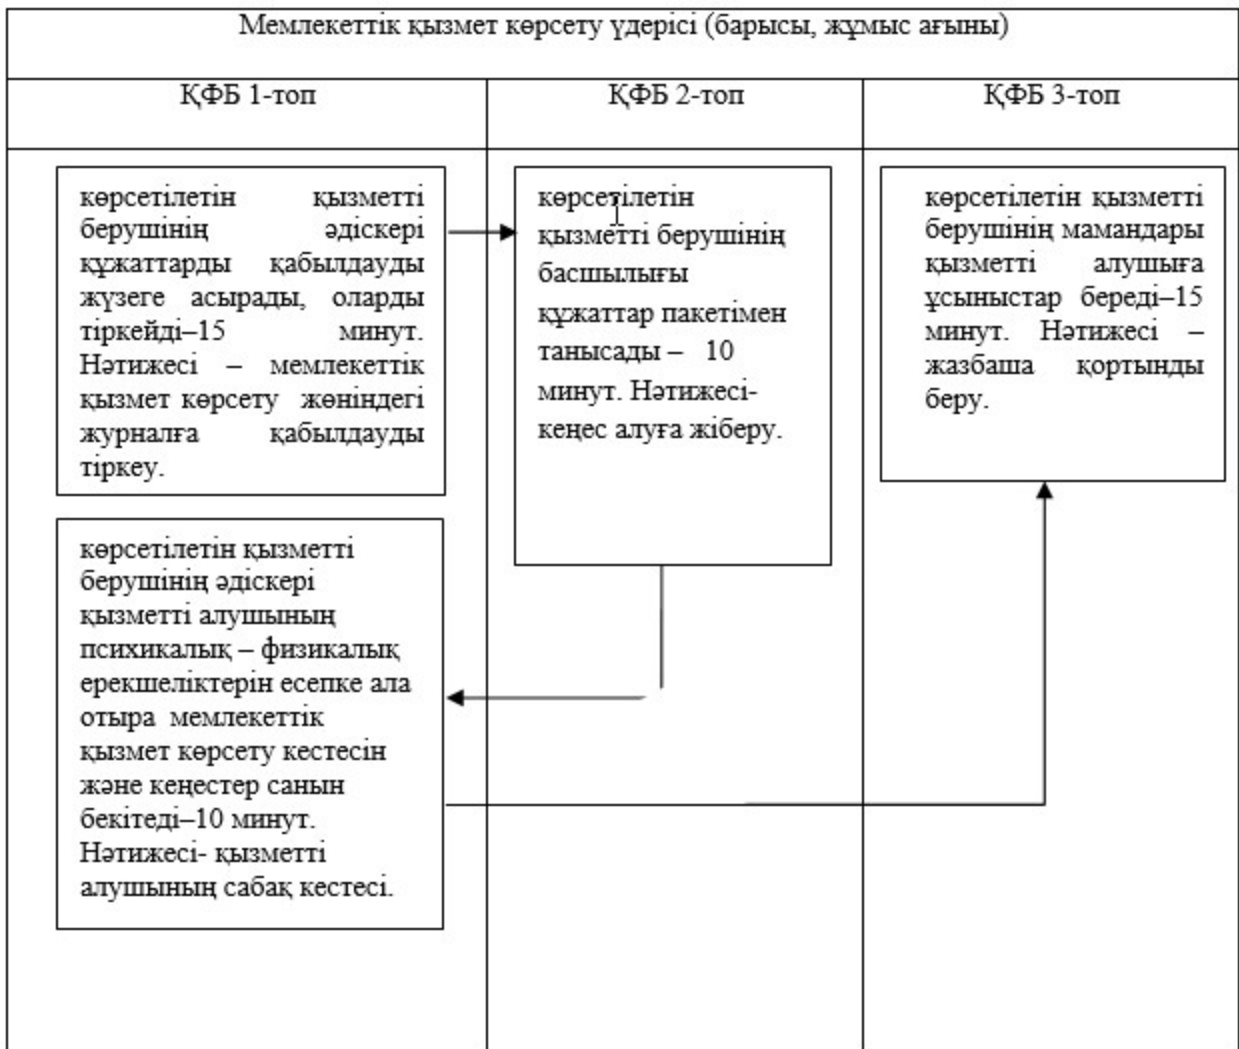 Мемлекеттік қызмет көрсету үдерісі (барысы, жұмыс ағыны)
ҚФБ 1-топ
ҚФБ 2-топ
ҚФБ 3-топ
көрсетілетін қызметті
берушінің әдіскері
құжаттарды қабылдауды
жүзеге асырады, оларды
тіркейді–15 минут.
Нәтижесі – мемлекеттік
қызмет көрсету жөніндегі
журналға қабылдауды
тіркеу.
көрсетілетін
қызметті берушінің
басшылығы
құжаттар пакетімен
танысады – 10
минут. Нәтижесі-
кеңес алуға жіберу.
көрсетілетін қызметті
берушінің мамандары
қызметті алушыға
ұсыныстар береді–15
минут. Нәтижесі –
жазбаша қортынды
беру.
көрсетілетін қызметті
берушінің әдіскері
қызметті алушының
психикалық – физикалық
ерекшеліктерін есепке ала
отыра мемлекеттік
қызмет көрсету кестесін
және кеңестер санын
бекітеді–10 минут.
Нәтижесі- қызметті
алушының сабақ кестесі.